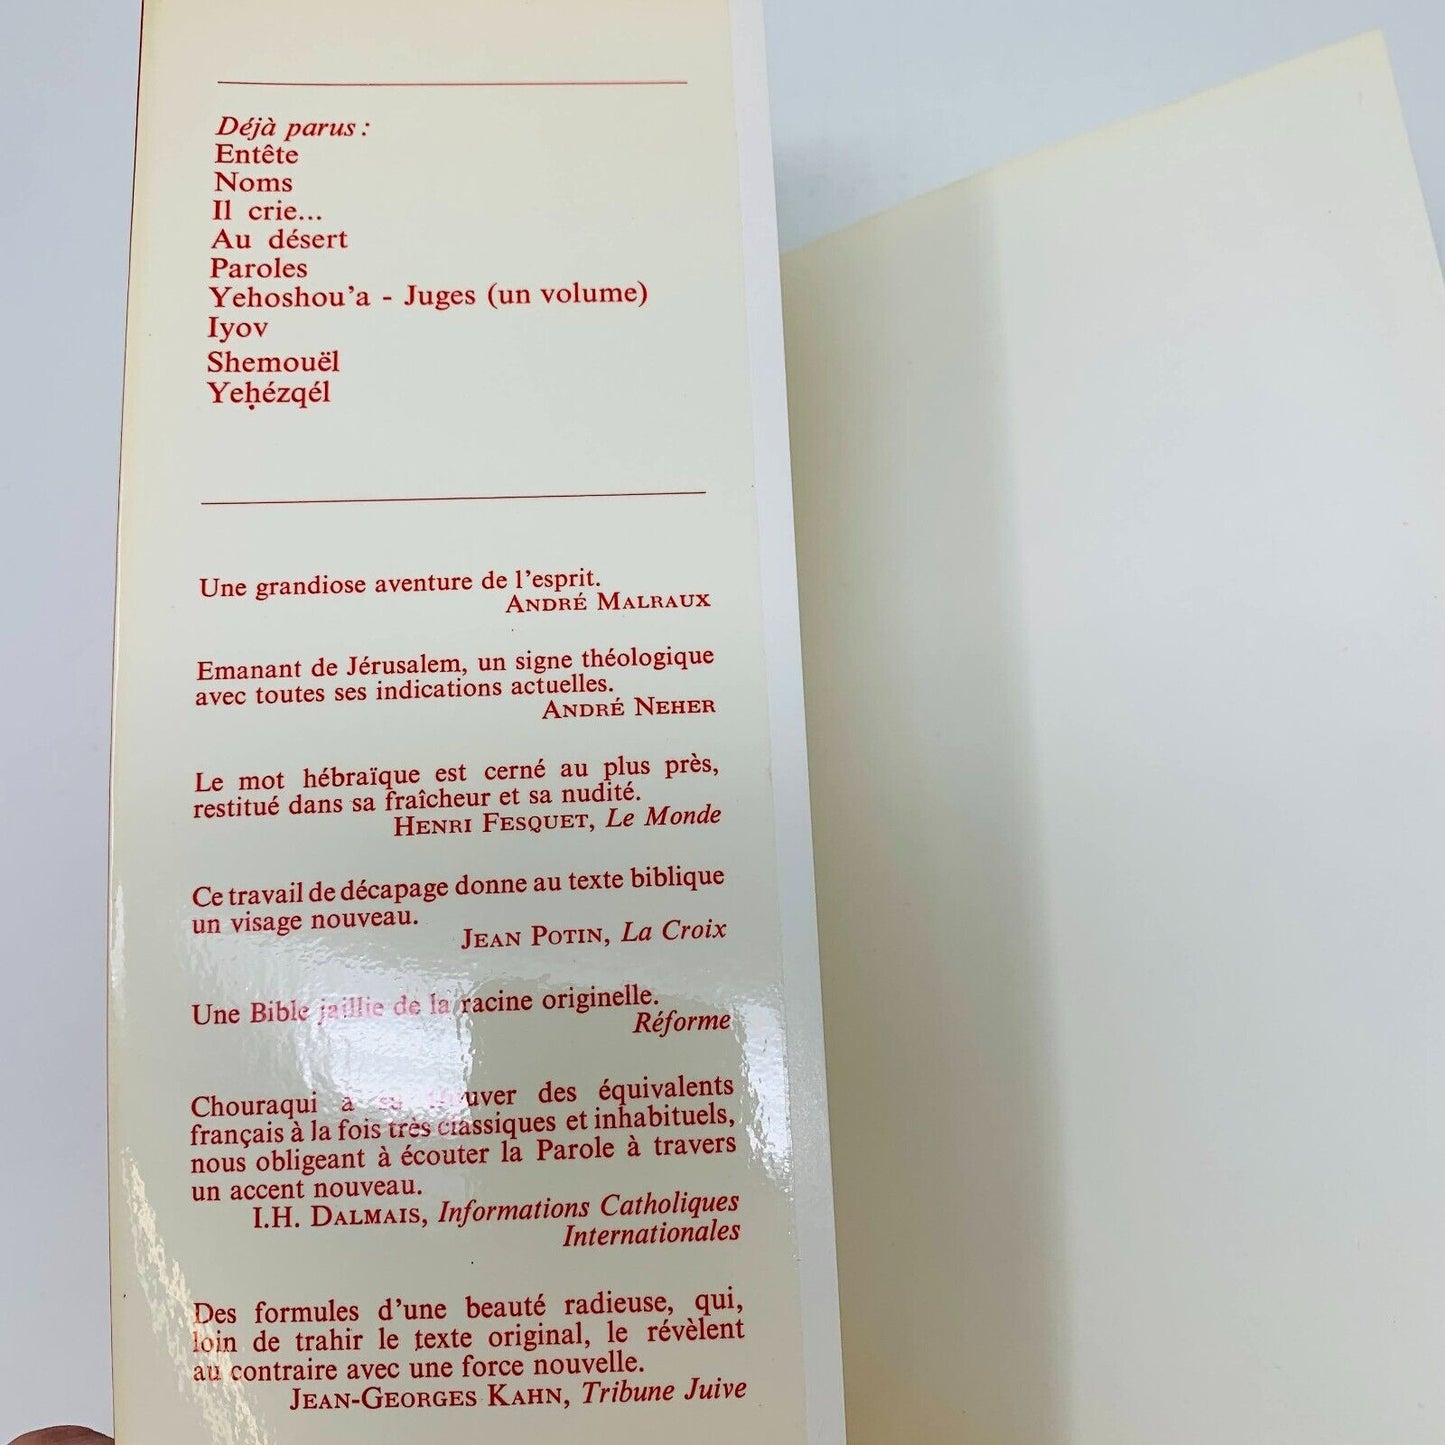 Déjà parus :
Entête
Noms
Il crie...
Au désert
Paroles
Yehoshou'a - Juges (un volume)
Iyov
Shemouël
Yeḥézqél
Une grandiose aventure de l'esprit.
ANDRÉ MALRAUX
Emanant de Jérusalem, un signe théologique
avec toutes ses indications actuelles.
ANDRÉ NEHER
Le mot hébraïque est cerné au plus près,
restitué dans sa fraîcheur et sa nudité.
HENRI FESQUET, Le Monde
Ce travail de décapage donne au texte biblique
un visage nouveau.
JEAN POTIN, La Croix
Une Bible jaillie de la racine originelle.
Réforme
Chouraqui a su trouver des équivalents
français à la fois très classiques et inhabituels,
nous obligeant à écouter la Parole à travers
un accent nouveau.
I.H. DALMAIS, Informations Catholiques
Internationales
Des formules d'une beauté radieuse, qui,
loin de trahir le texte original, le révèlent
au contraire avec une force nouvelle.
JEAN-GEORGES KAHN, Tribune Juive